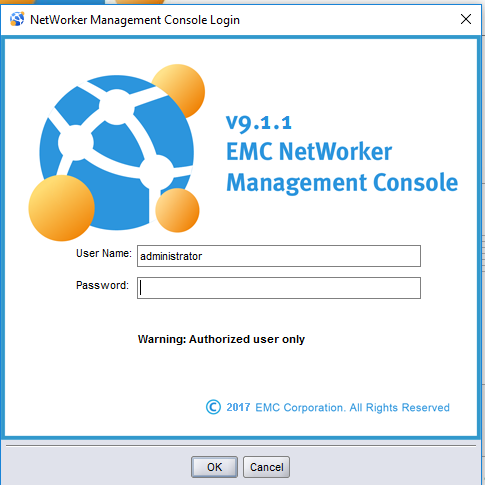 NetWorker Management Console Login
v9.1.1
EMC NetWorker
Management Console
User Name: administrator
Password:
Warning: Authorized user only
© 2017 EMC Corporation. All Rights Reserved
OK Cancel